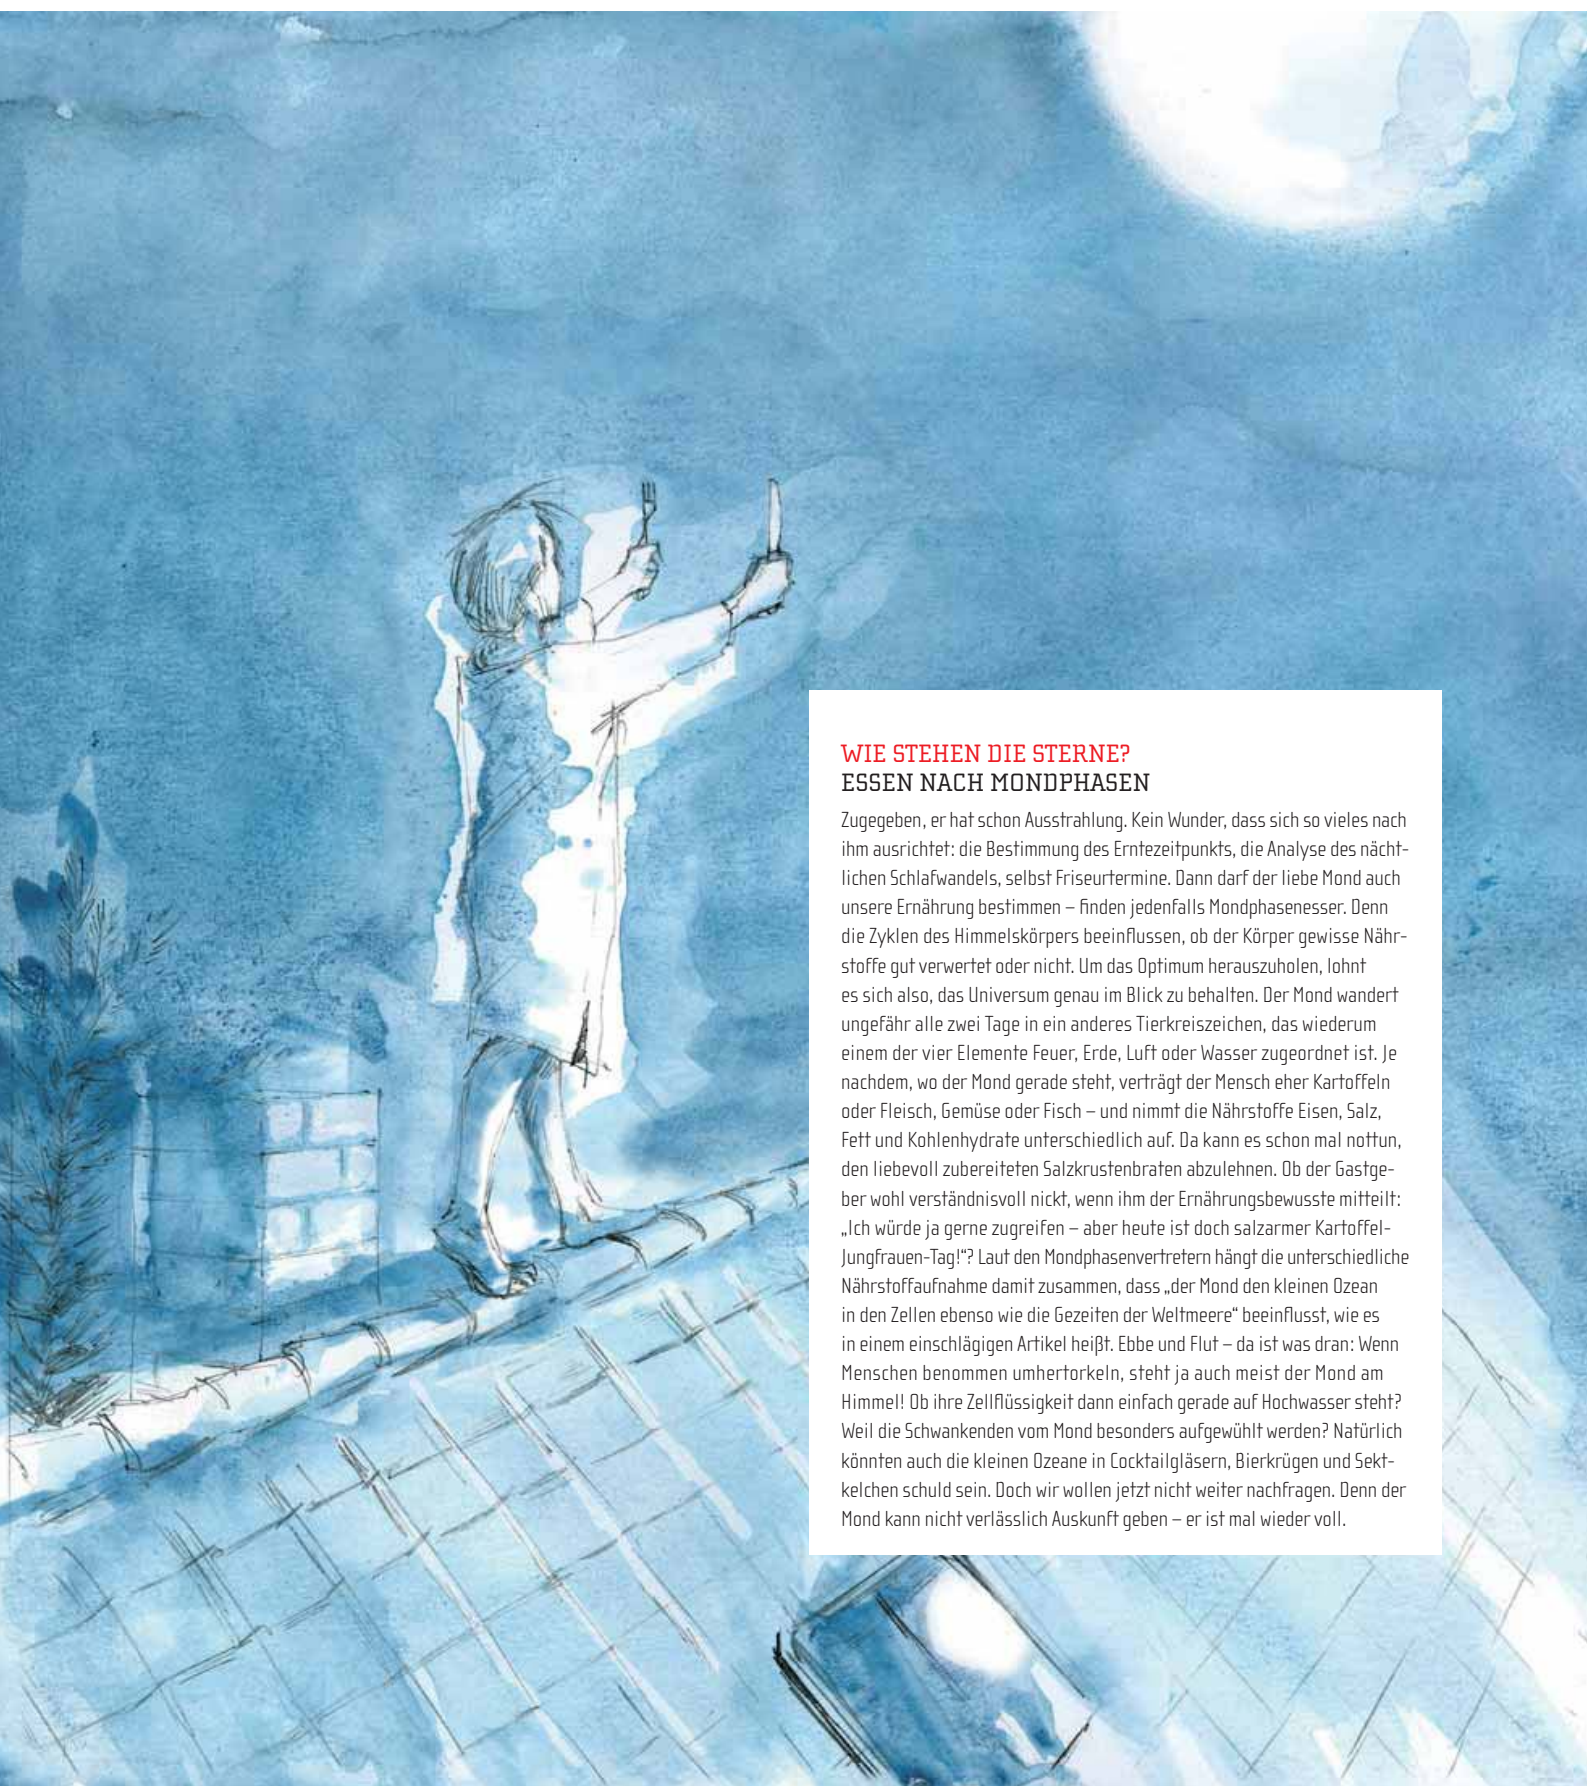 WIE STEHEN DIE STERNE?
ESSEN NACH MONDPHASEN
Zugegeben, er hat schon Ausstrahlung. Kein Wunder, dass sich so vieles nach
ihm ausrichtet: die Bestimmung des Erntezeitpunkts, die Analyse des nächt-
lichen Schlafwandels, selbst Friseurtermine. Dann darf der liebe Mond auch
unsere Ernährung bestimmen – finden jedenfalls Mondphasenesser. Denn
die Zyklen des Himmelskörpers beeinflussen, ob der Körper gewisse Nähr-
stoffe gut verwertet oder nicht. Um das Optimum herauszuholen, lohnt
es sich also, das Universum genau im Blick zu behalten. Der Mond wandert
ungefähr alle zwei Tage in ein anderes Tierkreiszeichen, das wiederum
einem der vier Elemente Feuer, Erde, Luft oder Wasser zugeordnet ist. Je
nachdem, wo der Mond gerade steht, verträgt der Mensch eher Kartoffeln
oder Fleisch, Gemüse oder Fisch – und nimmt die Nährstoffe Eisen, Salz,
Fett und Kohlenhydrate unterschiedlich auf. Da kann es schon mal nottun,
den liebevoll zubereiteten Salzkrustenbraten abzulehnen. Ob der Gastge-
ber wohl verständnisvoll nickt, wenn ihm der Ernährungsbewusste mitteilt:
„Ich würde ja gerne zugreifen – aber heute ist doch salzarmer Kartoffel-
Jungfrauen-Tag!“? Laut den Mondphasenvertretern hängt die unterschiedliche
Nährstoffaufnahme damit zusammen, dass „der Mond den kleinen Ozean
in den Zellen ebenso wie die Gezeiten der Weltmeere“ beeinflusst, wie es
in einem einschlägigen Artikel heißt. Ebbe und Flut – da ist was dran: Wenn
Menschen benommen umhertorkeln, steht ja auch meist der Mond am
Himmel! Ob ihre Zellflüssigkeit dann einfach gerade auf Hochwasser steht?
Weil die Schwankenden vom Mond besonders aufgewühlt werden? Natürlich
könnten auch die kleinen Ozeane in Cocktailgläsern, Bierkrügen und Sekt-
kelchen schuld sein. Doch wir wollen jetzt nicht weiter nachfragen. Denn der
Mond kann nicht verlässlich Auskunft geben – er ist mal wieder voll.